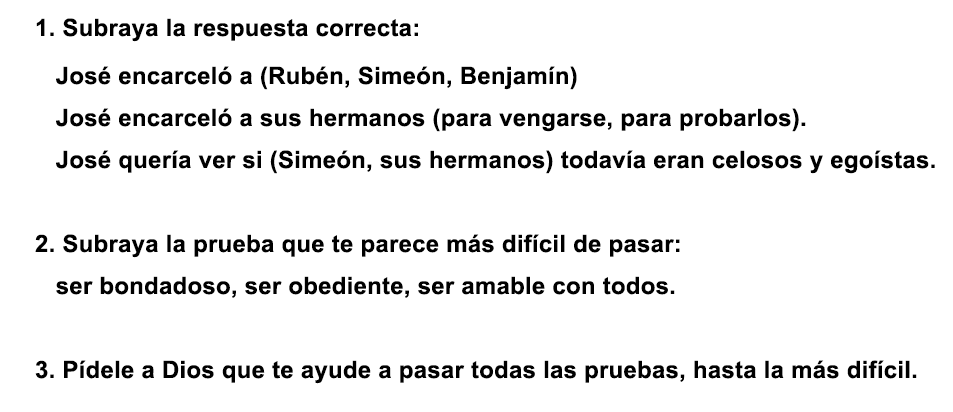 1. Subraya la respuesta correcta:
José encarceló a (Rubén, Simeón, Benjamín)
José encarceló a sus hermanos (para vengarse, para probarlos).
José quería ver si (Simeón, sus hermanos) todavía eran celosos y egoístas.
2. Subraya la prueba que te parece más difícil de pasar:
ser bondadoso, ser obediente, ser amable con todos.
3. Pídele a Dios que te ayude a pasar todas las pruebas, hasta la más difícil.